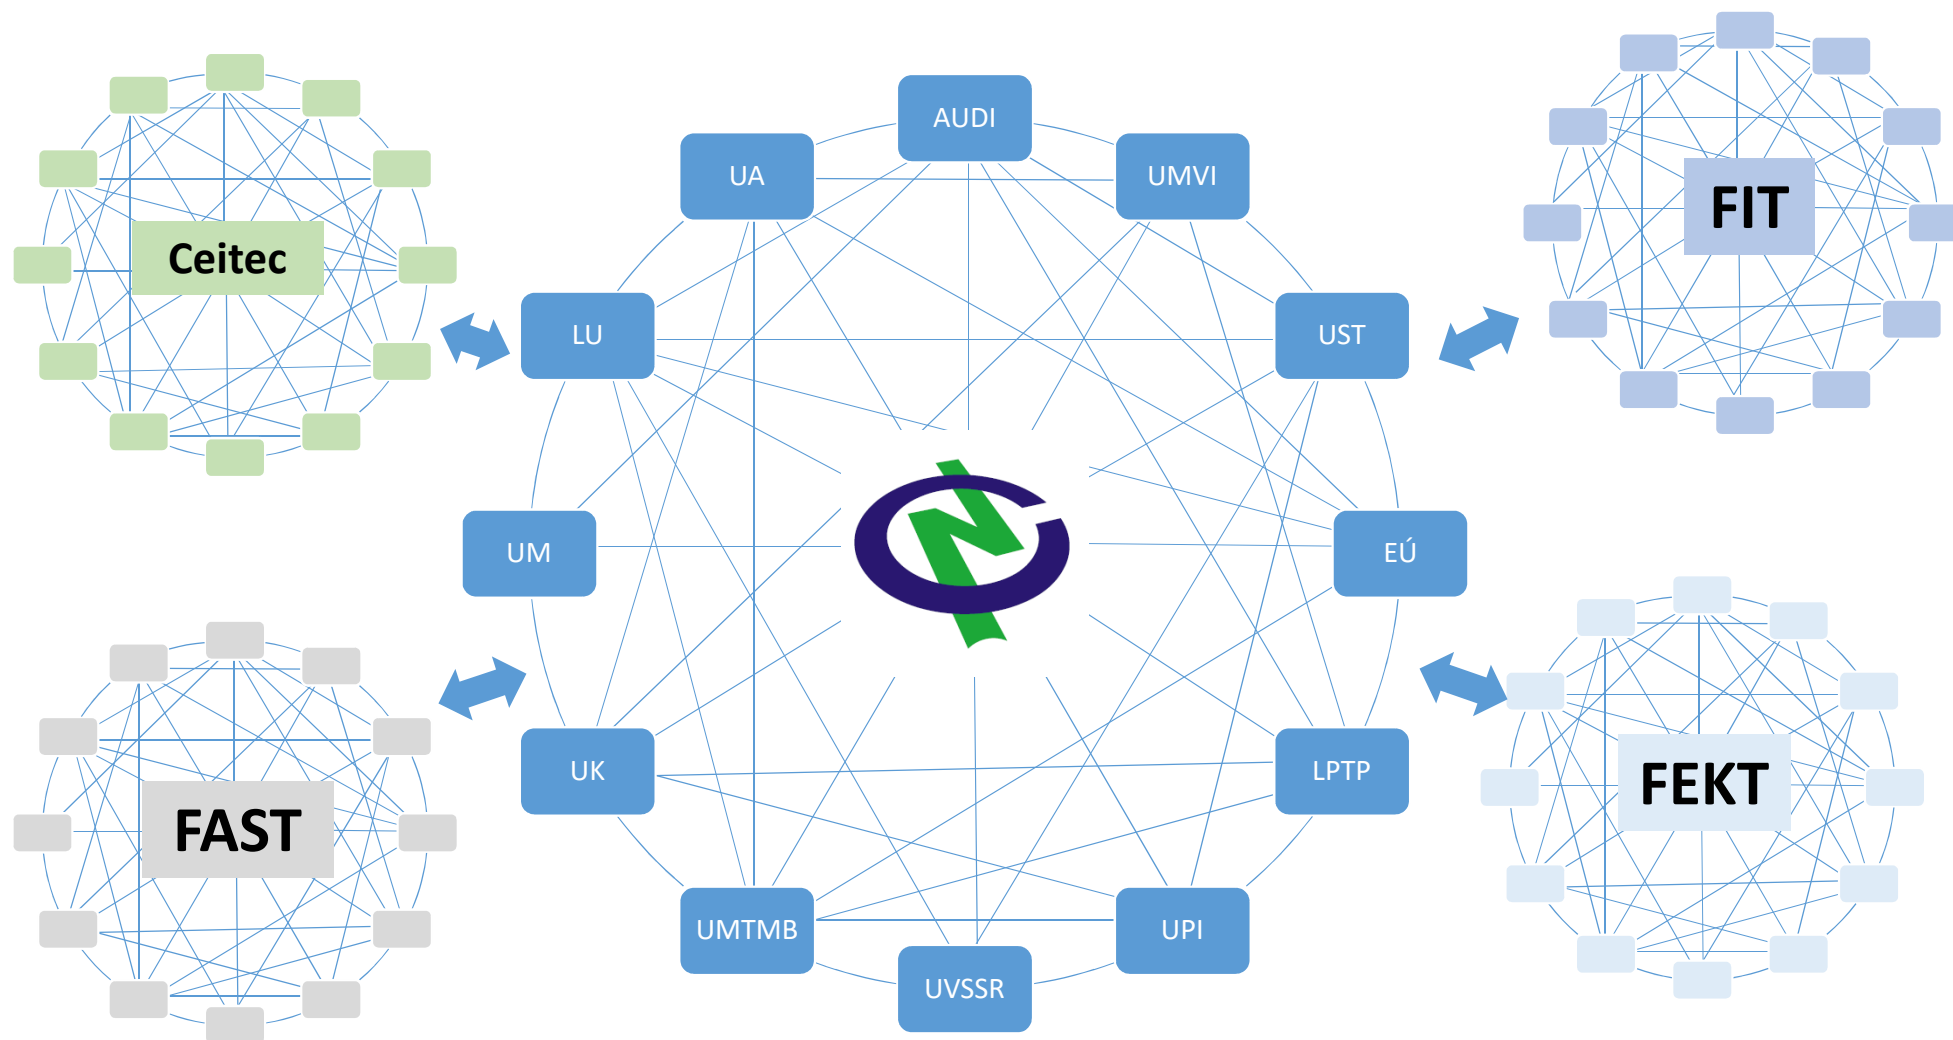 AUDI
UA
UMVI
FIT
Ceitec
LU
UST
UM
EÚ
UK
LPTP
FEKT
FAST
UMTMB
UPI
UVSSR